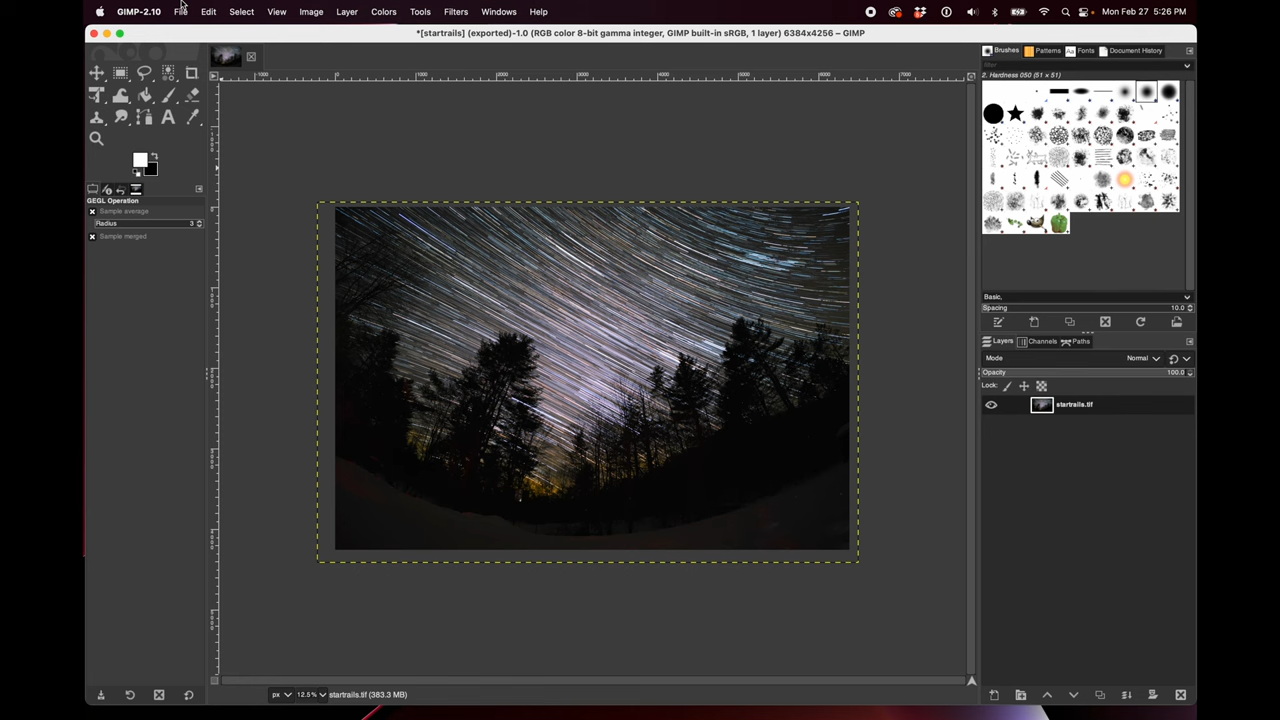 GIMP-2.10 File Edit Select View Image Layer Colors Tools Filters Windows Help Mon Feb 27 5:26 PM
*[startrails] (exported)-1.0 (RGB color 8-bit gamma integer, GIMP built-in sRGB, 1 layer) 6384x4256 – GIMP
Brushes Patterns Aa Fonts Document History
filter
2. Hardness 050 (51 × 51)
GEGL Operation
Sample average
Radius 3
Sample merged
Basic,
Spacing 10.0
Layers Channels Paths
Mode Normal
Opacity 100.0
Lock:
startrails.tif
px 12.5% startrails.tif (383.3 MB)